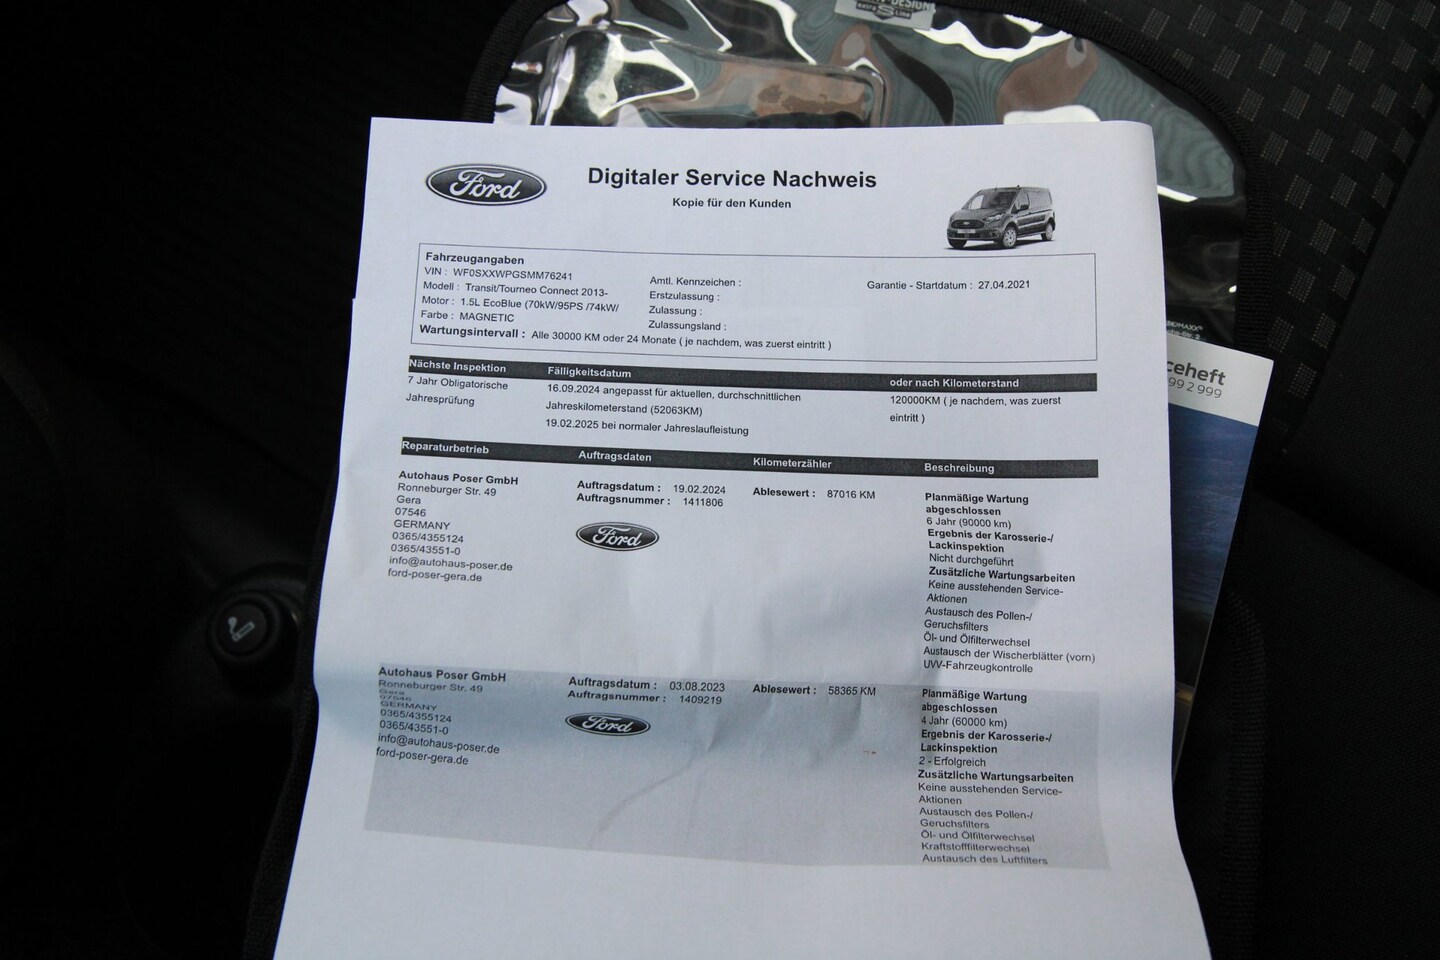 DESIGN
extra S Line
Ford
Digitaler Service Nachweis
Kopie für den Kunden
Fahrzeugangaben
VIN : WF0SXXWPGSMM76241
Modell : Transit/Tourneo Connect 2013-
Motor : 1.5L EcoBlue (70kW/95PS /74kW/
Farbe : MAGNETIC
Amtl. Kennzeichen :
Erstzulassung :
Zulassung :
Zulassungsland :
Garantie - Startdatum : 27.04.2021
Wartungsintervall : Alle 30000 KM oder 24 Monate ( je nachdem, was zuerst eintritt )
Nächste Inspektion Fälligkeitsdatum oder nach Kilometerstand
7 Jahr Obligatorische
Jahresprüfung
16.09.2024 angepasst für aktuellen, durchschnittlichen
Jahreskilometerstand (52063KM)
19.02.2025 bei normaler Jahreslaufleistung
120000KM ( je nachdem, was zuerst
eintritt )
Reparaturbetrieb Auftragsdaten Kilometerzähler Beschreibung
Autohaus Poser GmbH
Ronneburger Str. 49
Gera
07546
GERMANY
0365/4355124
0365/43551-0
info@autohaus-poser.de
ford-poser-gera.de
Auftragsdatum : 19.02.2024
Auftragsnummer : 1411806
Ford
Ablesewert : 87016 KM
Planmäßige Wartung
abgeschlossen
6 Jahr (90000 km)
Ergebnis der Karosserie-/
Lackinspektion
Nicht durchgeführt
Zusätzliche Wartungsarbeiten
Keine ausstehenden Service-
Aktionen
Austausch des Pollen-/
Geruchsfilters
Öl- und Ölfilterwechsel
Austausch der Wischerblätter (vorn)
UVV-Fahrzeugkontrolle
Autohaus Poser GmbH
Ronneburger Str. 49
Gera
07546
GERMANY
0365/4355124
0365/43551-0
info@autohaus-poser.de
ford-poser-gera.de
Auftragsdatum : 03.08.2023
Auftragsnummer : 1409219
Ford
Ablesewert : 58365 KM
Planmäßige Wartung
abgeschlossen
4 Jahr (60000 km)
Ergebnis der Karosserie-/
Lackinspektion
2 - Erfolgreich
Zusätzliche Wartungsarbeiten
Keine ausstehenden Service-
Aktionen
Austausch des Pollen-/
Geruchsfilters
Öl- und Ölfilterwechsel
Kraftstofffilterwechsel
Austausch des Luftfilters
ceheft
99 2 999